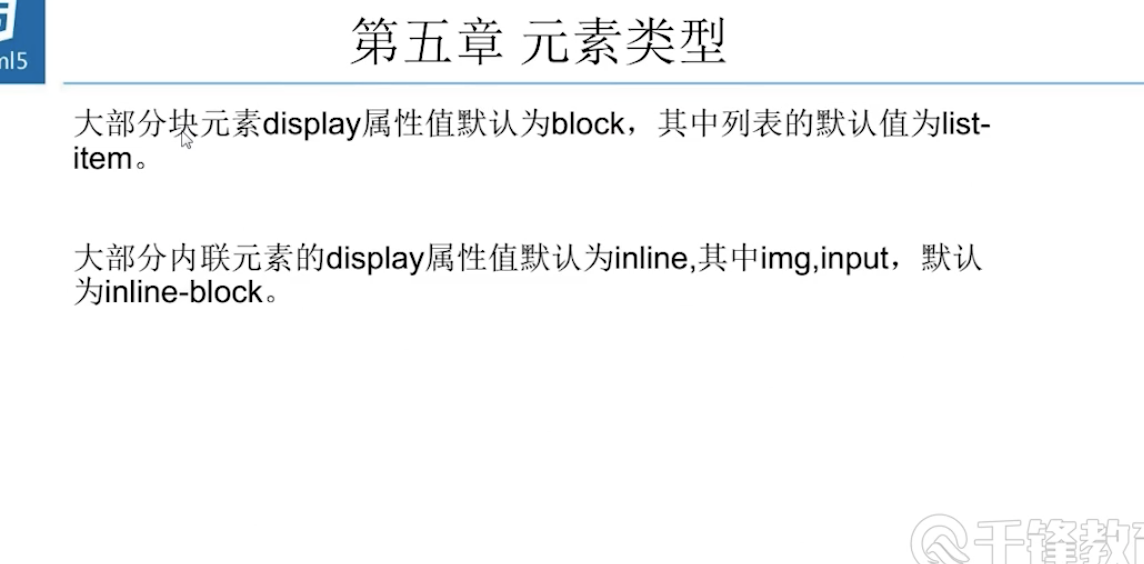 ml5
第五章 元素类型
大部分块元素display属性值默认为block，其中列表的默认值为list-
item。
大部分内联元素的display属性值默认为inline,其中img,input，默认
为inline-block。
千锋教育